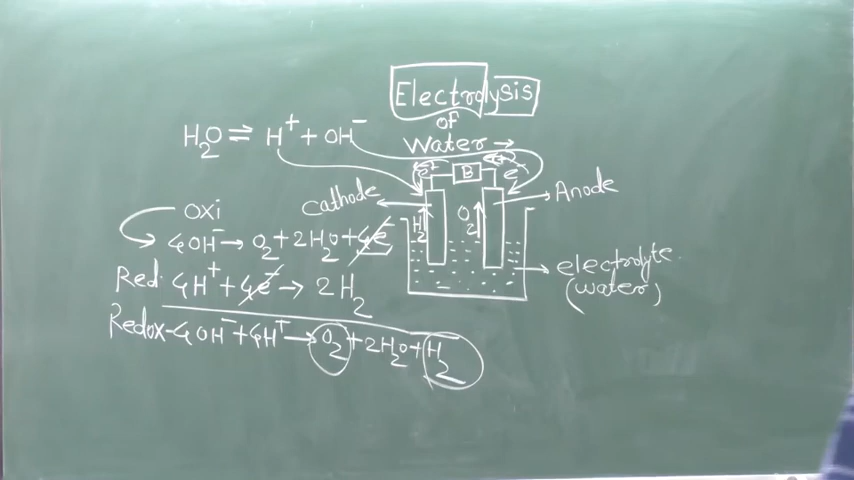 Electrolysis
of
Water →
H₂O ⇌ H⁺ + OH⁻
e⁻ B e⁻
cathode
Anode
H₂ O₂
oxi
4OH⁻ → O₂ + 2H₂O + 4e⁻
electrolyte
(water)
Red. 4H⁺ + 4e⁻ → 2H₂
Redox - 4OH⁻ + 4H⁺ → O₂ + 2H₂O + H₂